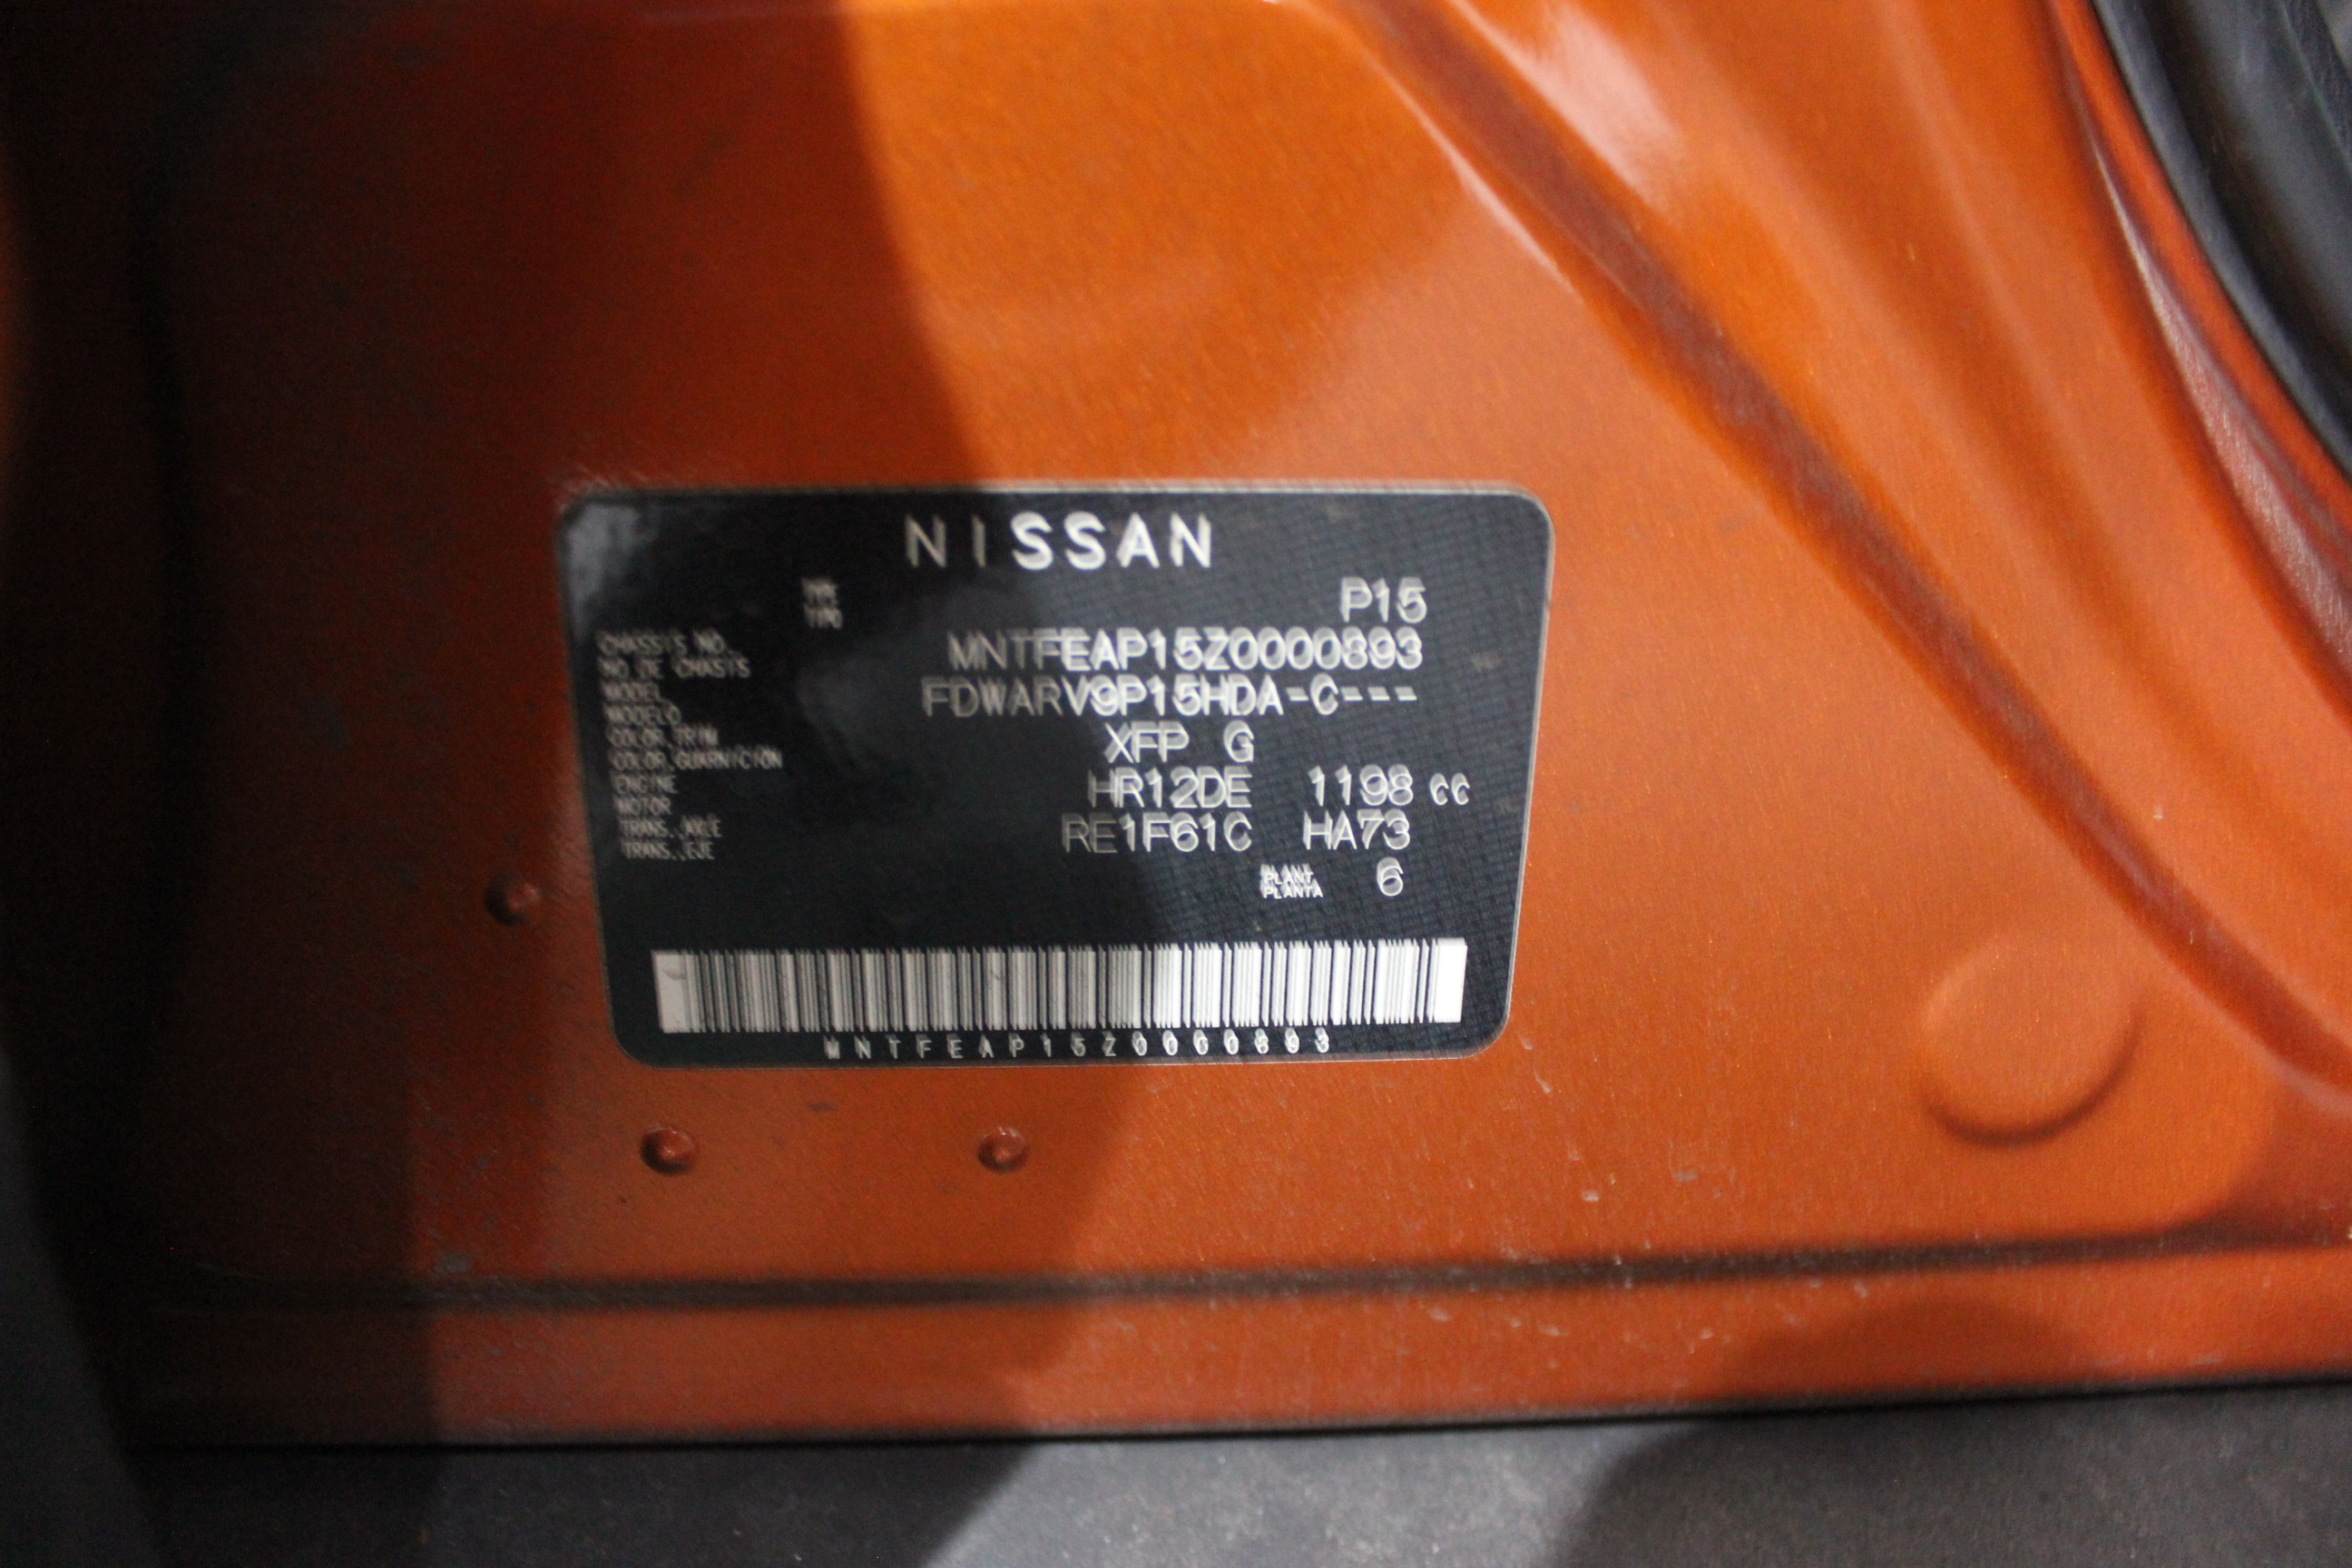 NISSAN
TYPE
TIPO P15
CHASSIS NO. MNTFEAP15Z0000893
NO.DE CHASIS
MODEL FDWARV9P15HDA-C---
MODELO
COLOR,TRIM XFP G
COLOR,GUARNICION
ENGINE HR12DE 1198 cc
MOTOR
TRANS.,AXLE RE1F61C HA73
TRANS.,EJE
PLANT 6
PLANTA
MNTFEAP15Z0000893